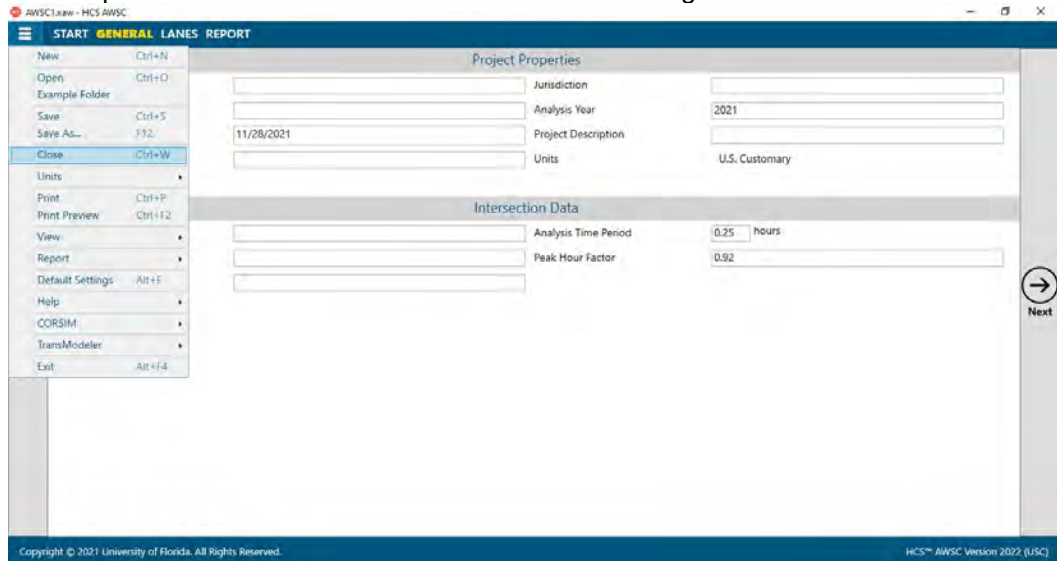 AWSC1.xaw - HCS AWSC
START GENERAL LANES REPORT
New Ctrl+N
Open Ctrl+O
Example Folder
Save Ctrl+S
Save As... F12
Close Ctrl+W
Units
Print Ctrl+P
Print Preview Ctrl+F2
View
Report
Default Settings Alt+F
Help
CORSIM
TransModeler
Exit Alt+F4
Project Properties
Jurisdiction
Analysis Year 2021
11/28/2021 Project Description
Units U.S. Customary
Intersection Data
Analysis Time Period 0.25 hours
Peak Hour Factor 0.92
Next
Copyright © 2021 University of Florida. All Rights Reserved. HCS™ AWSC Version 2022 (USC)